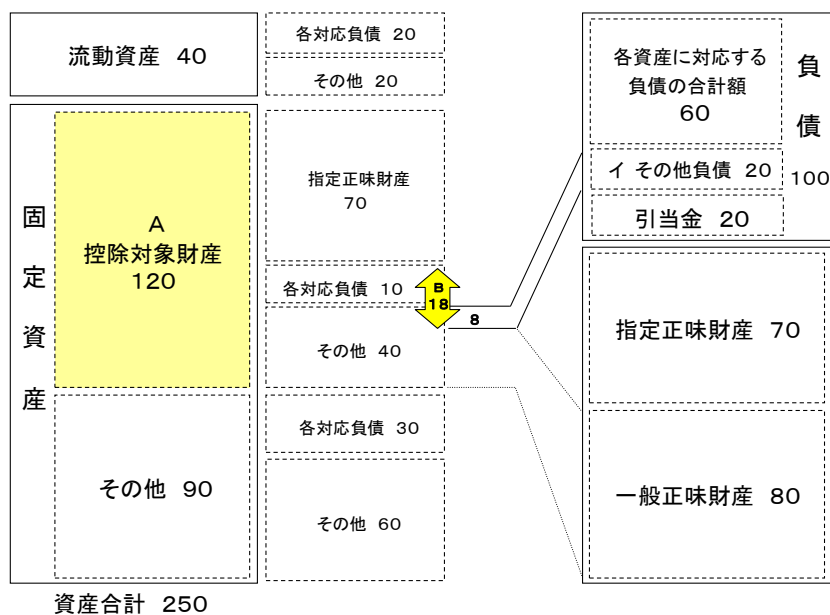 流動資産 40
固定資産
A
控除対象財産
120
その他 90
資産合計 250
各対応負債 20
その他 20
指定正味財産
70
各対応負債 10
その他 40
各対応負債 30
その他 60
B
18
8
各資産に対応する
負債の合計額
60
イ その他負債 20
引当金 20
負債
100
指定正味財産 70
一般正味財産 80